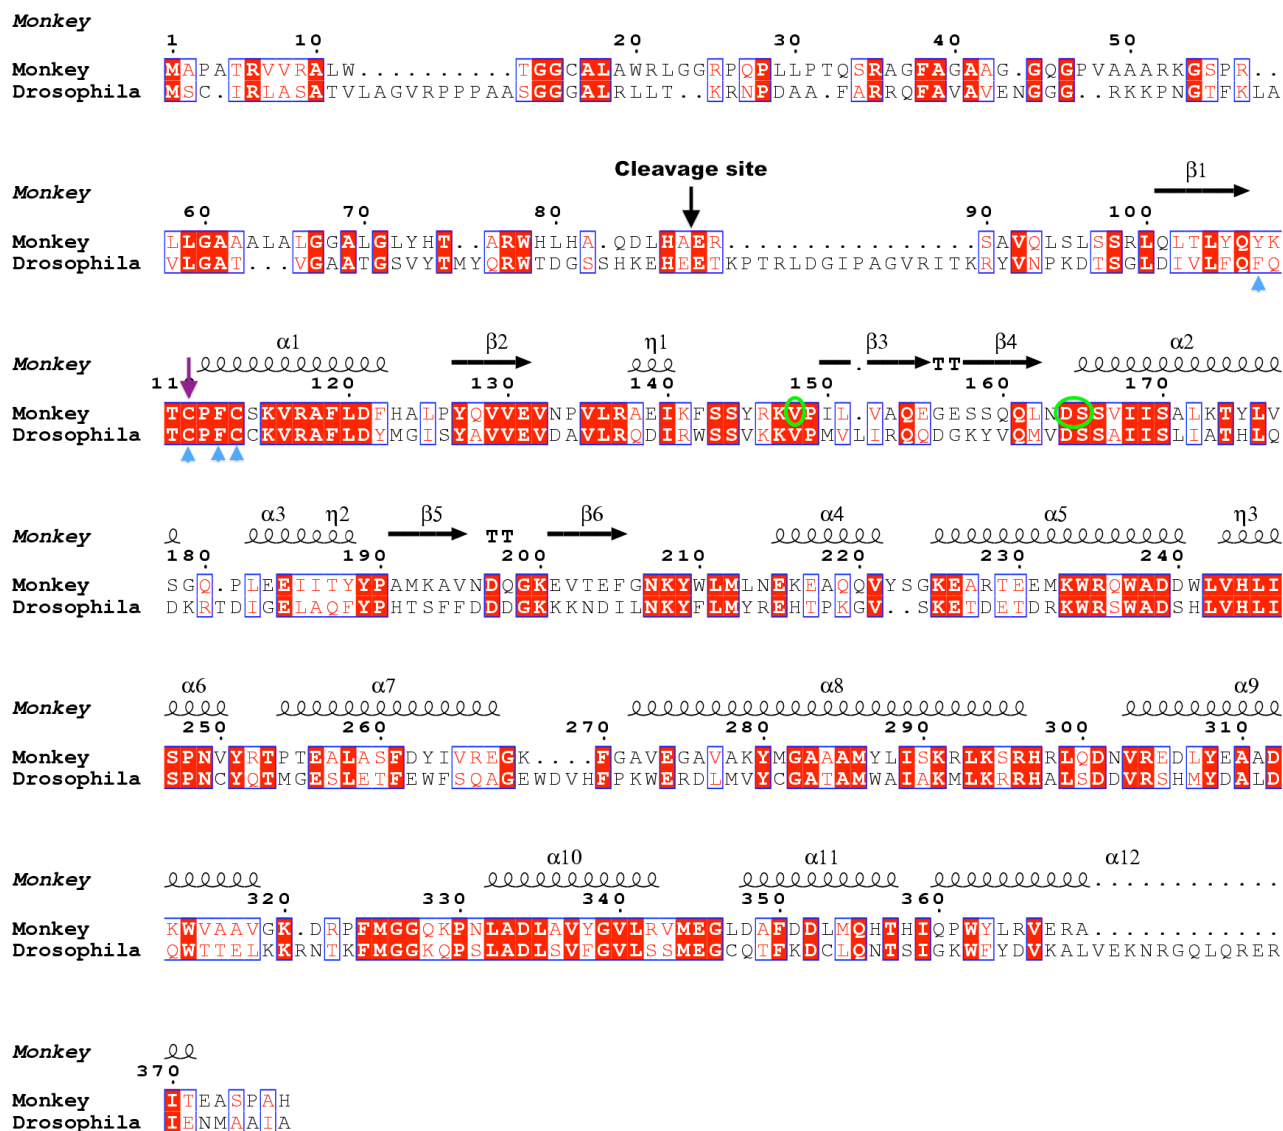 Monkey
1 10 20 30 40 50
Monkey MAPATRVVRALW..........TGGCALAWRLGGRPQPLLPTQSRAGFAGAAG.GQGPVAAARKGSPR..
Drosophila MSC.IRLASATVLAGVRPPPAASGGGALRLLT..KRNPDAA.FARRQFAVAVENGGG..RKKPNGTFKLA
Cleavage site
Monkey β1
60 70 80 90 100
Monkey LLGAAALALGGALGLYHT..ARWHLHA.QDLHAER................SAVQLSLSSRLQLTLYQYK
Drosophila VLGAT...VGAATGSVYTMYQRWTDGSSHKEHEETKPTRLDGIPAGVRITKRYVNPKDTSGLDIVLFQFQ
Monkey α1 β2 η1 β3 TT β4 α2
110 120 130 140 150 160 170
Monkey TCPFCSKVRAFLDFHALPYQVVEVNPVLRAEIKFSSYRKVPIL.VAQEGESSQQLNDSSVIISALKTYLV
Drosophila TCPFCCKVRAFLDYMGISYAVVEVDAVLRQDIRWSSVKKVPMVLIRQQDGKYVQMVDSSAIISLIATHLQ
Monkey α3 η2 β5 TT β6 α4 α5 η3
180 190 200 210 220 230 240
Monkey SGQ.PLEEIITYYPAMKAVNDQGKEVTEFGNKYWLMLNEKEAQQVYSGKEARTEEMKWRQWADDWLVHLI
Drosophila DKRTDIGELAQFYPHTSFFDDDGKKKNDILNKYFLMYREHTPKGV..SKETDETDRKWRSWADSHLVHLI
Monkey α6 α7 α8 α9
250 260 270 280 290 300 310
Monkey SPNVYRTPTEALASFDYIVREGK....FGAVEGAVAKYMGAAAMYLISKRLKSRHRLQDNVREDLYEAAD
Drosophila SPNCYQTMGESLETFEWFSQAGEWDVHFPKWERDLMVYCGATAMWAIAKMLKRRHALSDDVRSHMYDALD
Monkey α10 α11 α12
320 330 340 350 360
Monkey KWVAAVGK.DRPFMGGQKPNLADLAVYGVLRVMEGLDAFDDLMQHTHIQPWYLRVERA............
Drosophila QWTTELKKRNTKFMGGKQPSLADLSVFGVLSSMEGCQTFKDCLQNTSIGKWFYDVKALVEKNRGQLQRER
Monkey
370
Monkey ITEASPAH
Drosophila IENMAAIA